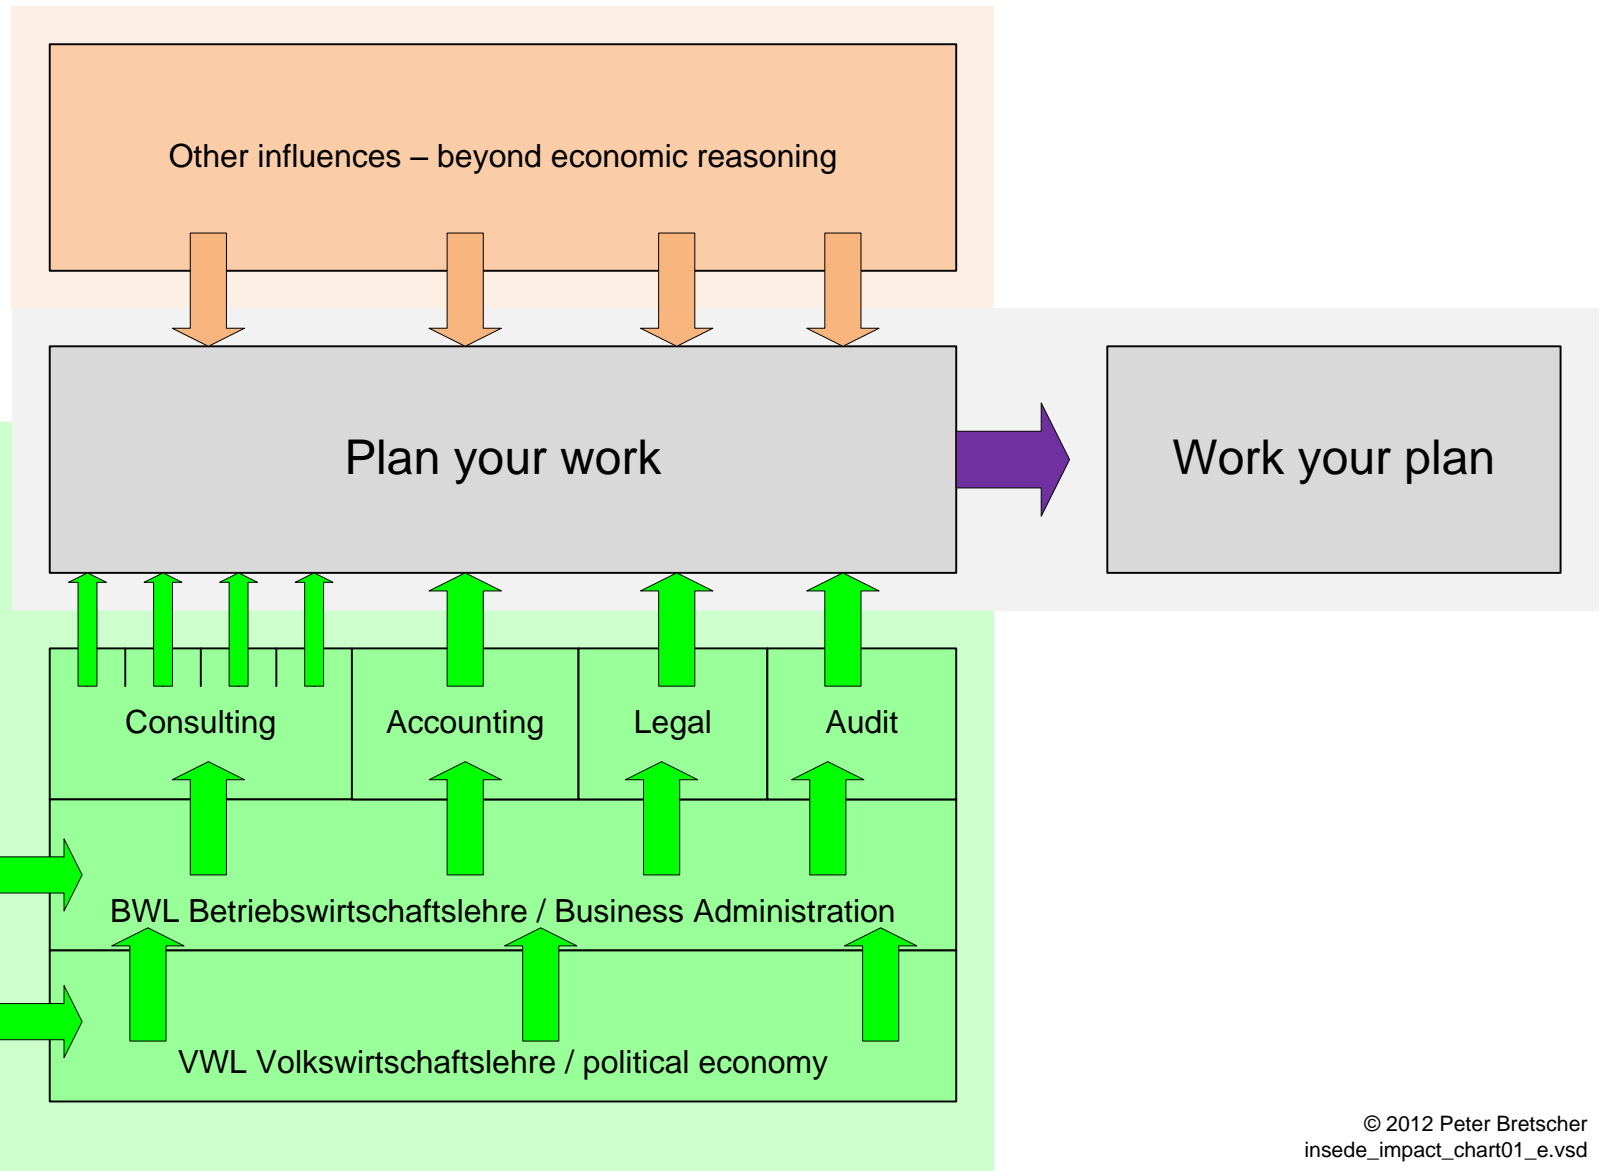 Other influences – beyond economic reasoning
Plan your work
Work your plan
Consulting
Accounting
Legal
Audit
BWL Betriebswirtschaftslehre / Business Administration
VWL Volkswirtschaftslehre / political economy
© 2012 Peter Bretscher
insede_impact_chart01_e.vsd